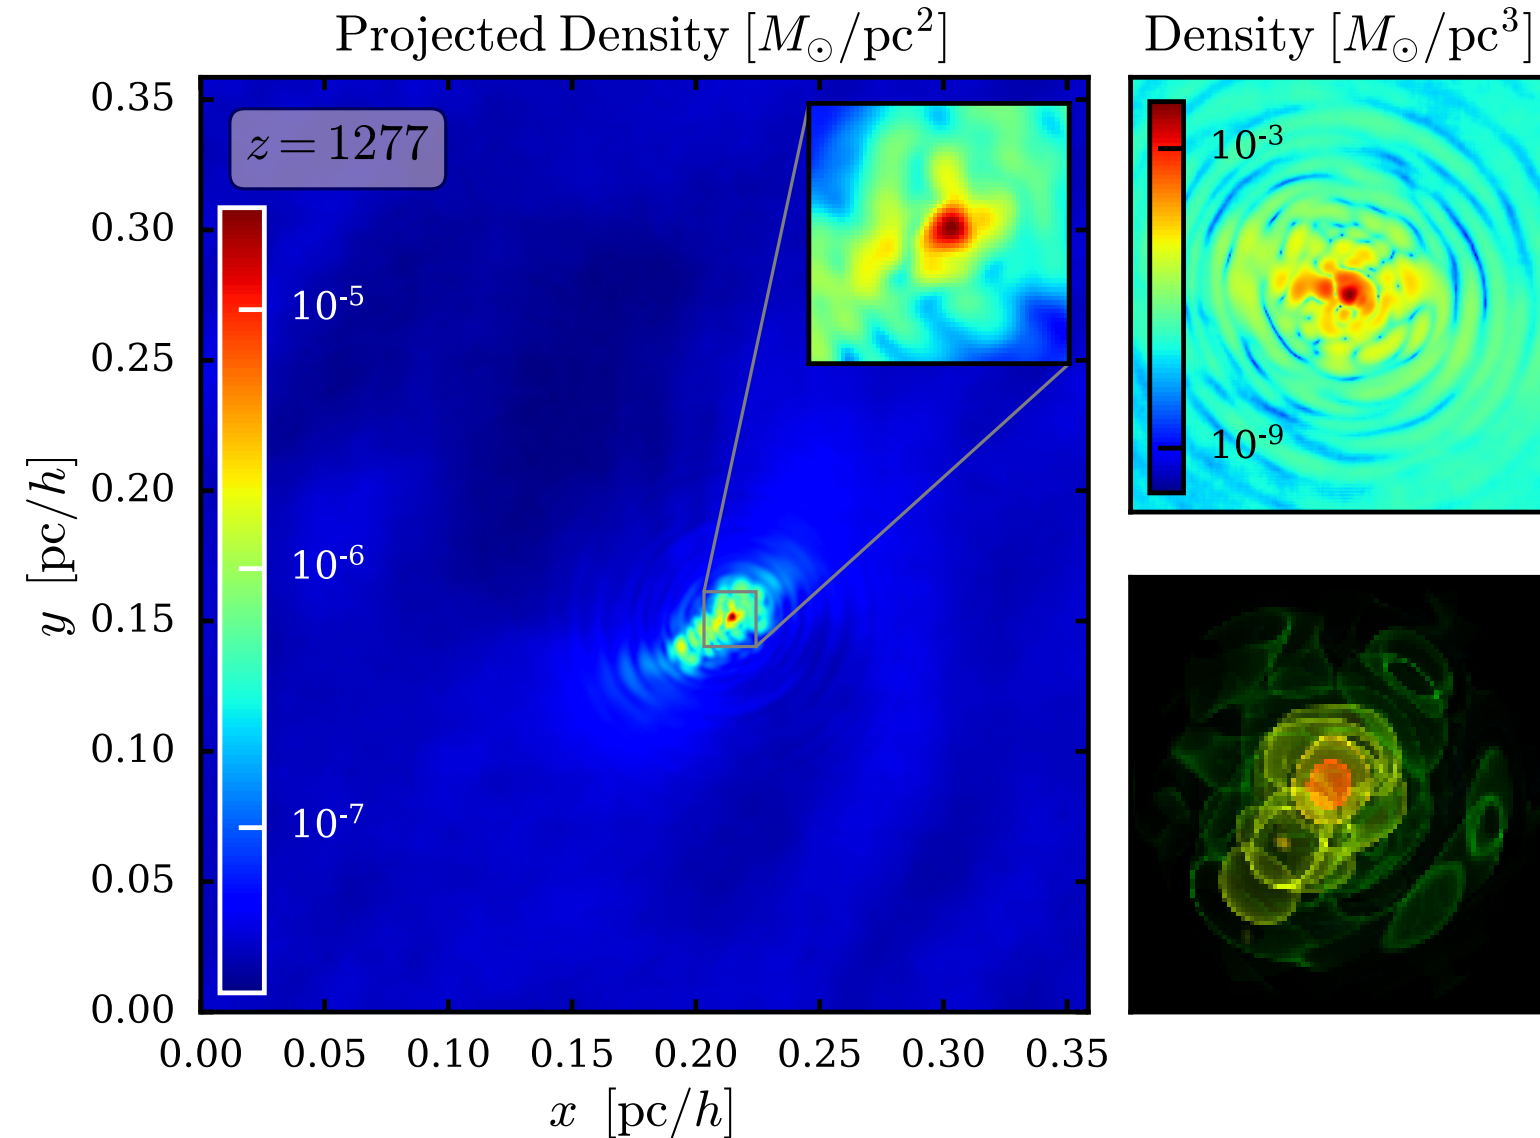 Projected Density [M⊙/pc²]
Density [M⊙/pc³]
z = 1277
10⁻⁵
10⁻⁶
10⁻⁷
10⁻³
10⁻⁹
0.35
0.30
0.25
0.20
0.15
0.10
0.05
0.00
y [pc/h]
0.00 0.05 0.10 0.15 0.20 0.25 0.30 0.35
x [pc/h]